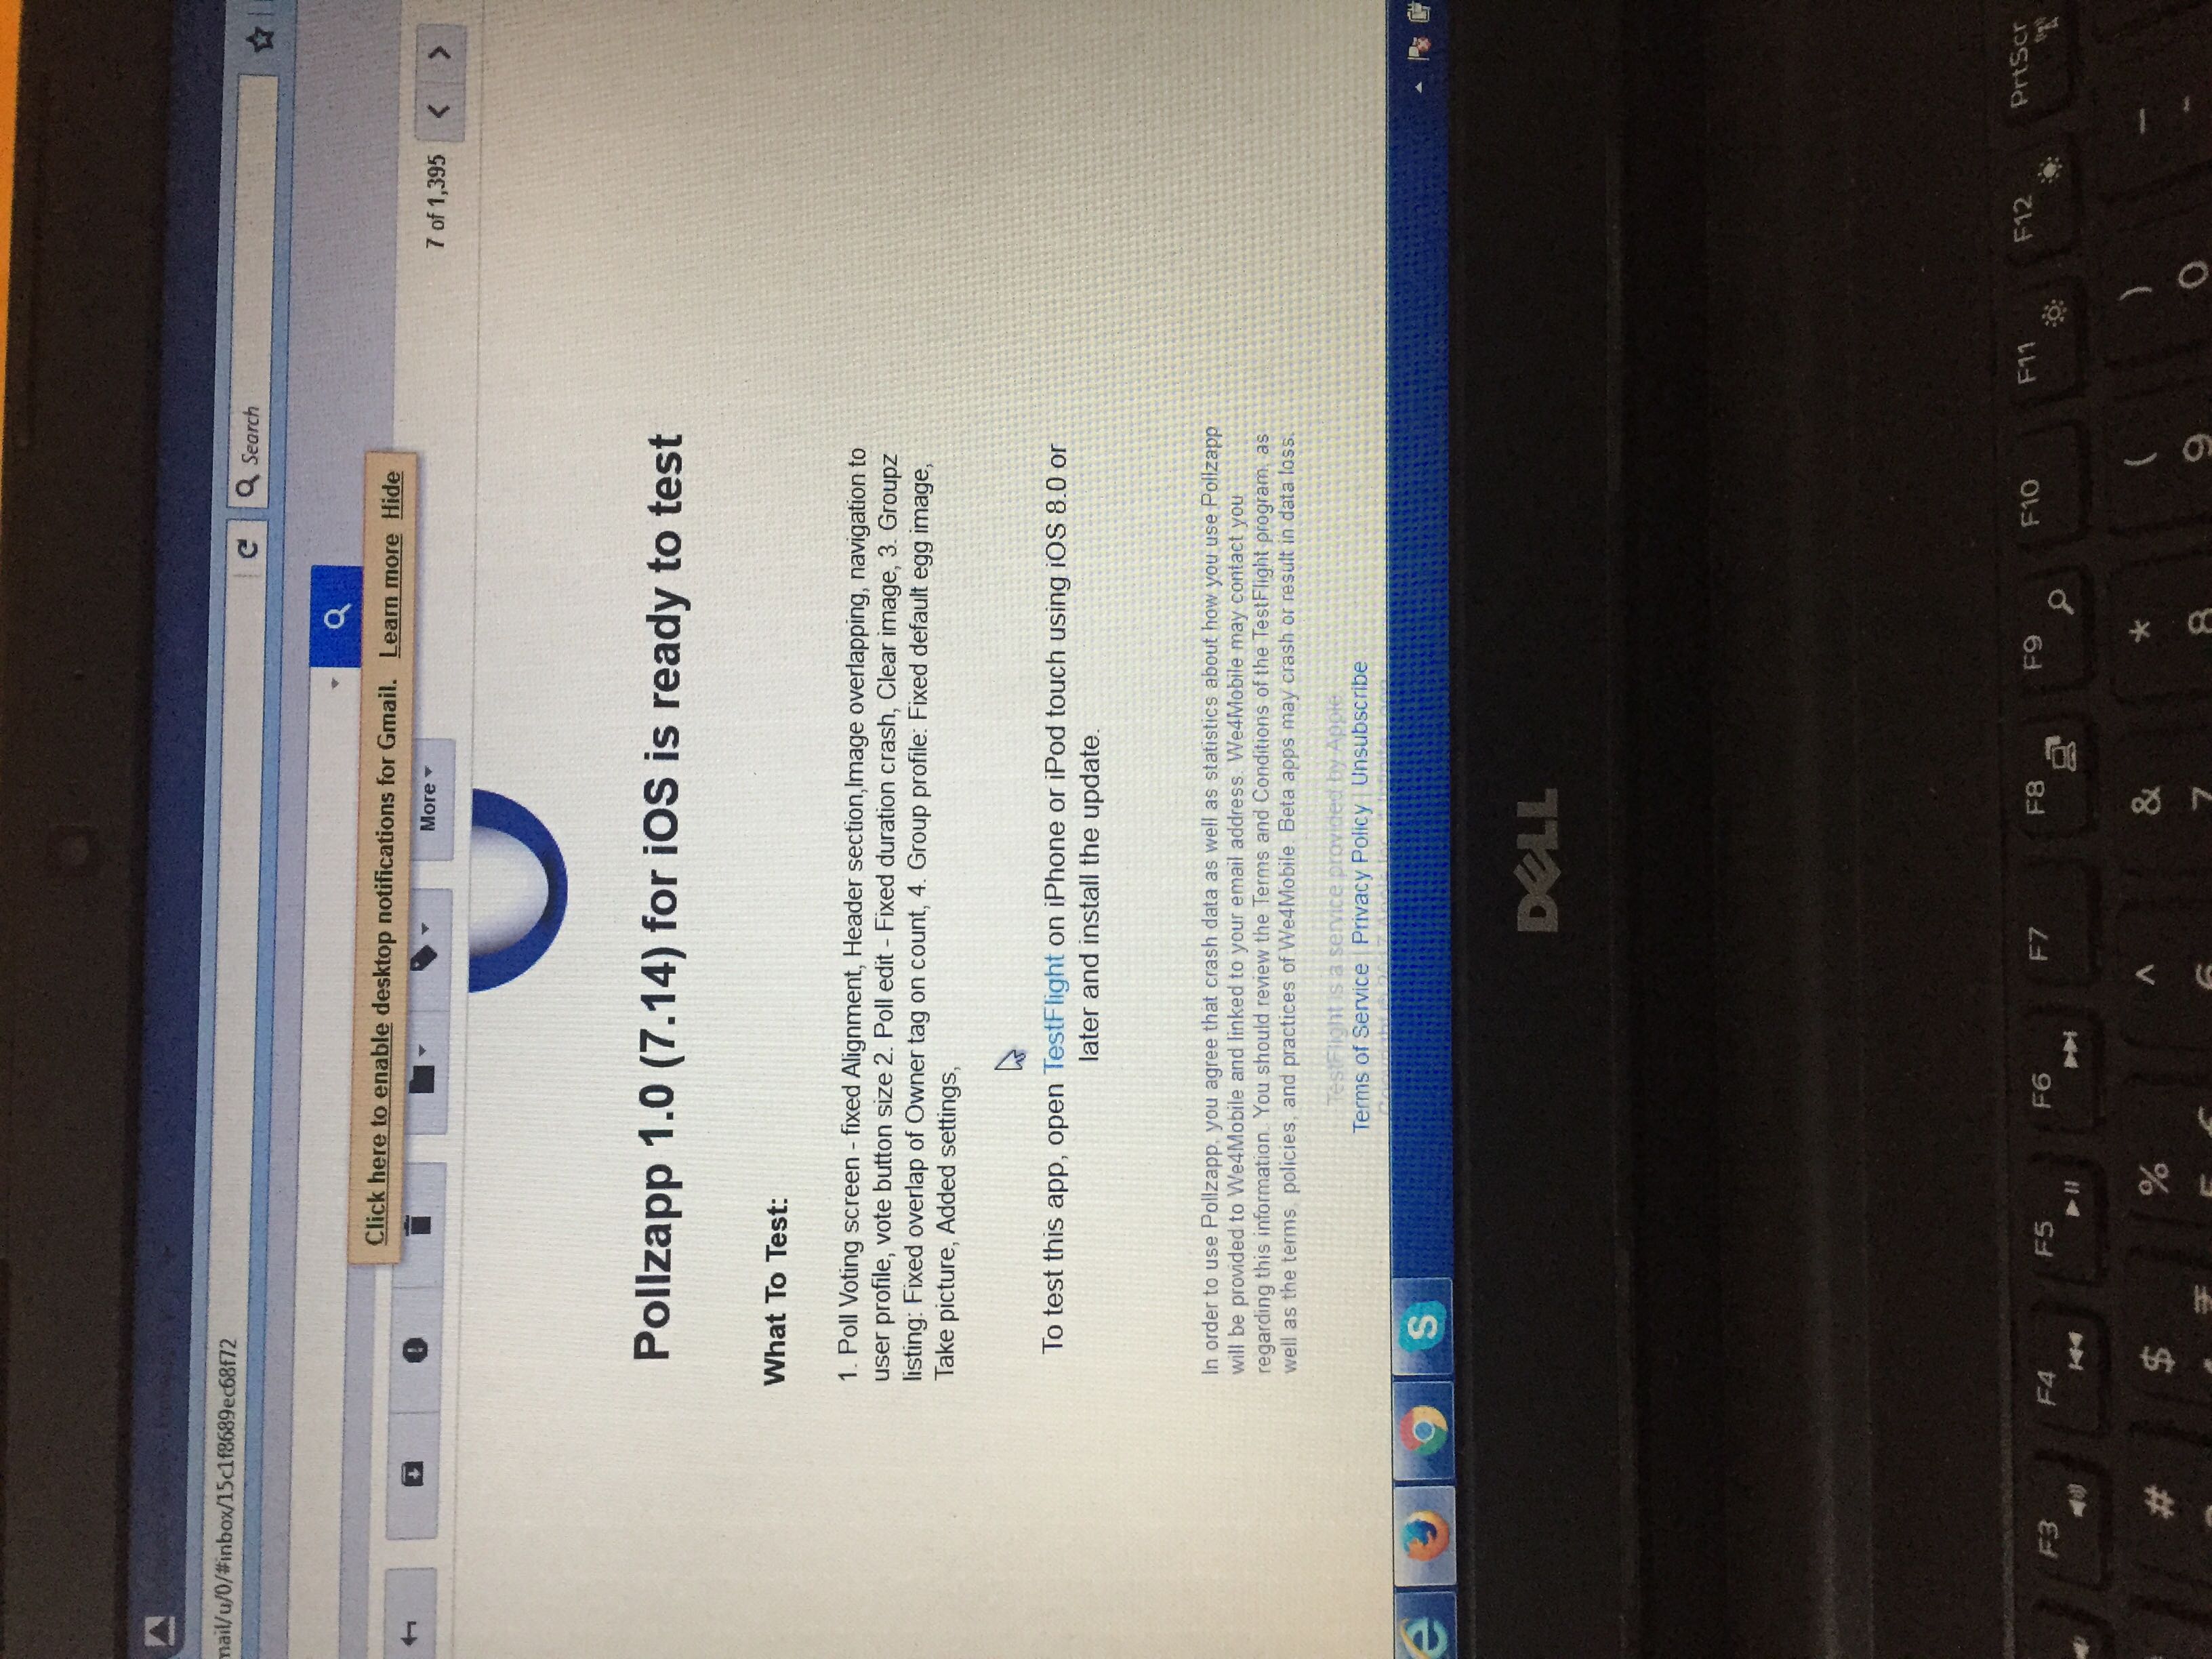 mail/u/0/#inbox/15c1f8689ec68f72
Search
Click here to enable desktop notifications for Gmail. Learn more Hide
More
7 of 1,395
Pollzapp 1.0 (7.14) for iOS is ready to test
What To Test:
1. Poll Voting screen - fixed Alignment, Header section,Image overlapping, navigation to
user profile, vote button size 2. Poll edit - Fixed duration crash, Clear image, 3. Groupz
listing: Fixed overlap of Owner tag on count, 4. Group profile: Fixed default egg image,
Take picture, Added settings,
To test this app, open TestFlight on iPhone or iPod touch using iOS 8.0 or
later and install the update.
In order to use Pollzapp, you agree that crash data as well as statistics about how you use Pollzapp
will be provided to We4Mobile and linked to your email address. We4Mobile may contact you
regarding this information. You should review the Terms and Conditions of the TestFlight program, as
well as the terms, policies, and practices of We4Mobile. Beta apps may crash or result in data loss.
TestFlight is a service provided by Apple.
Terms of Service | Privacy Policy | Unsubscribe
Copyright © 2017 Apple Inc.
DELL
F3 F4 F5 F6 F7 F8 F9 F10 F11 F12 PrtScr
# $ % ^ & * ( ) _
₹ 5 € 6 7 8 9 0 -